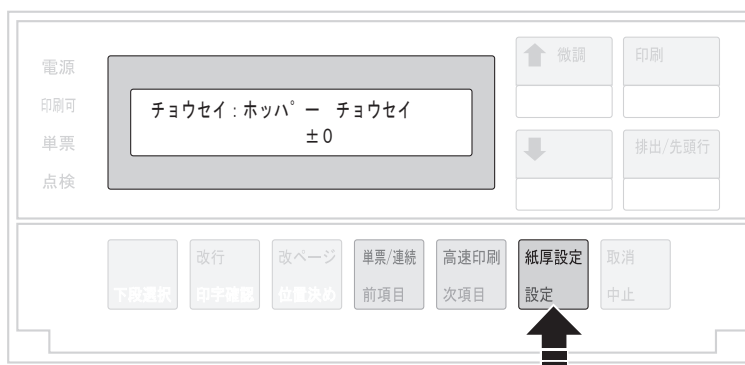 電源
印刷可
単票
点検
チョウセイ:ホッパー チョウセイ
±0
微調
印刷
排出/先頭行
改行
改ページ
単票/連続
高速印刷
紙厚設定
取消
下段選択
印字確認
位置決め
前項目
次項目
設定
中止